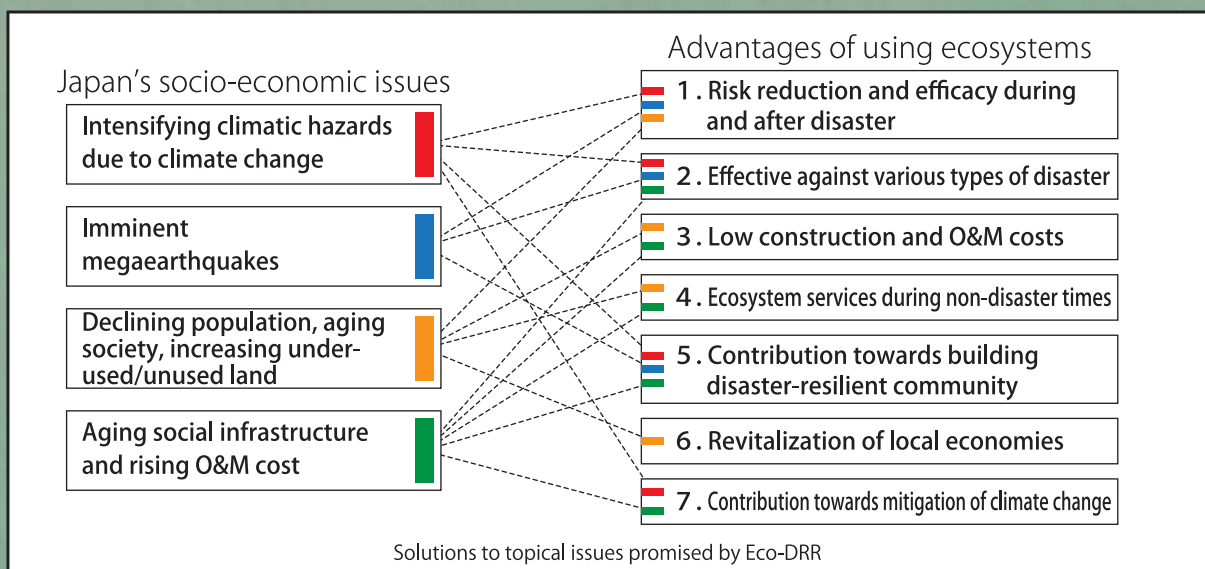 Japan's socio-economic issues
Intensifying climatic hazards
due to climate change
Imminent
megaearthquakes
Declining population, aging
society, increasing under-
used/unused land
Aging social infrastructure
and rising O&M cost
Advantages of using ecosystems
1. Risk reduction and efficacy during
and after disaster
2. Effective against various types of disaster
3. Low construction and O&M costs
4. Ecosystem services during non-disaster times
5. Contribution towards building
disaster-resilient community
6. Revitalization of local economies
7. Contribution towards mitigation of climate change
Solutions to topical issues promised by Eco-DRR